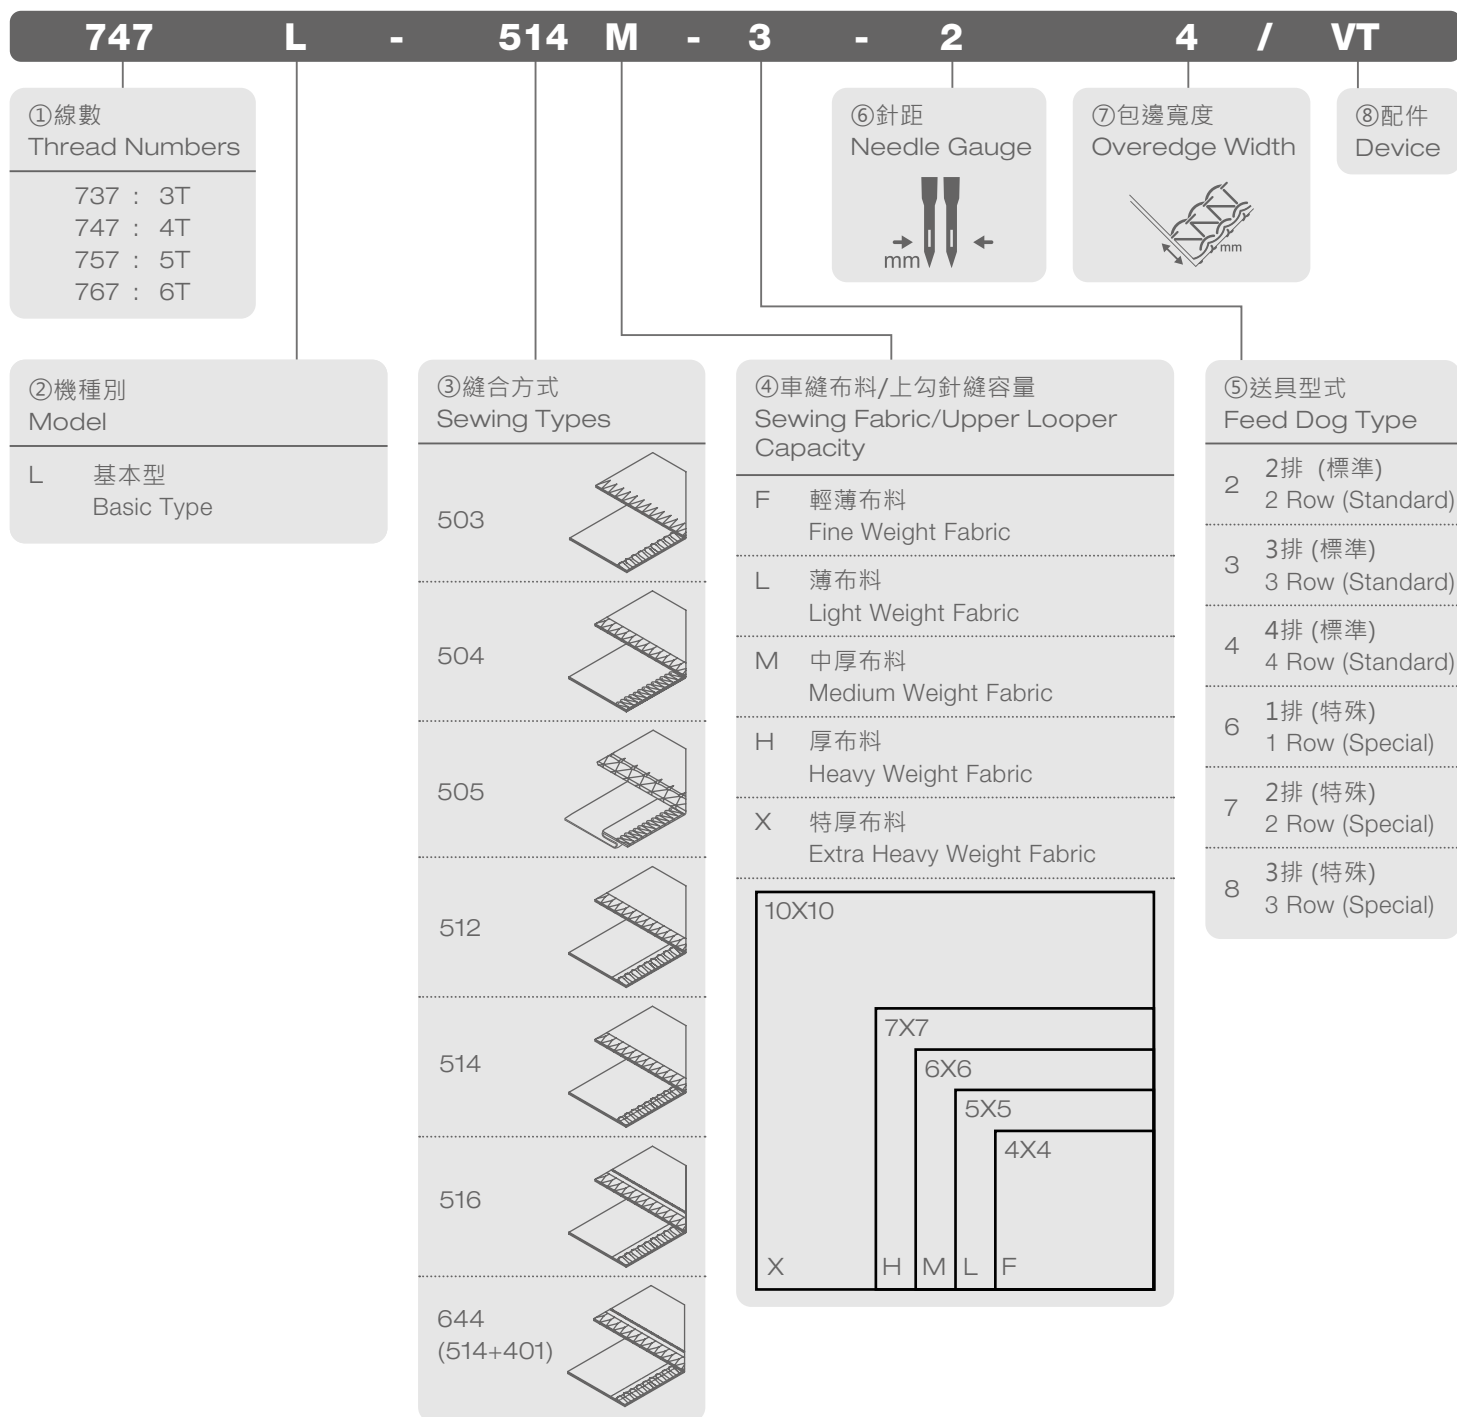 747 L - 514 M - 3 - 2 4 / VT
①線數
Thread Numbers
737 : 3T
747 : 4T
757 : 5T
767 : 6T
⑥針距
Needle Gauge
mm
⑦包邊寬度
Overedge Width
mm
⑧配件
Device
②機種別
Model
L 基本型
Basic Type
③縫合方式
Sewing Types
503
504
505
512
514
516
644
(514+401)
④車縫布料/上勾針縫容量
Sewing Fabric/Upper Looper
Capacity
F 輕薄布料
Fine Weight Fabric
L 薄布料
Light Weight Fabric
M 中厚布料
Medium Weight Fabric
H 厚布料
Heavy Weight Fabric
X 特厚布料
Extra Heavy Weight Fabric
10X10
7X7
6X6
5X5
4X4
X H M L F
⑤送具型式
Feed Dog Type
2 2排 (標準)
2 Row (Standard)
3 3排 (標準)
3 Row (Standard)
4 4排 (標準)
4 Row (Standard)
6 1排 (特殊)
1 Row (Special)
7 2排 (特殊)
2 Row (Special)
8 3排 (特殊)
3 Row (Special)